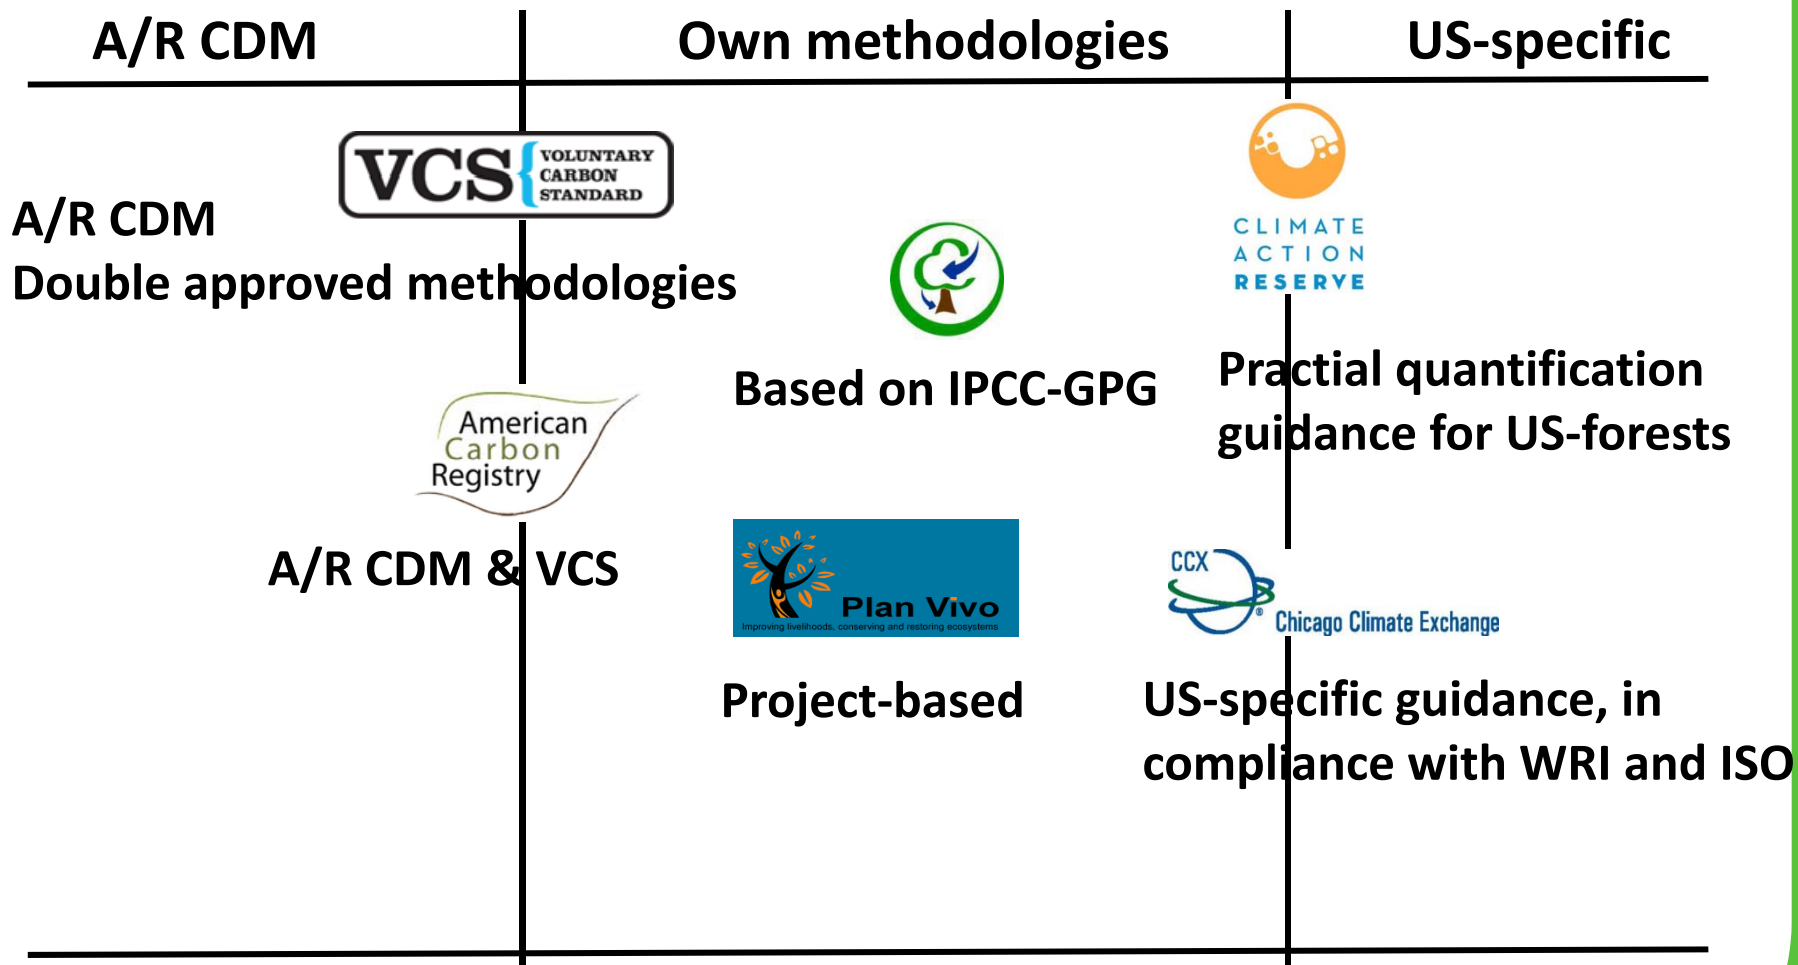 A/R CDM
Own methodologies
US-specific
VCS
VOLUNTARY
CARBON
STANDARD
A/R CDM
Double approved methodologies
CLIMATE
ACTION
RESERVE
Based on IPCC-GPG
Practial quantification
guidance for US-forests
American
Carbon
Registry
A/R CDM & VCS
Plan Vivo
Improving livelihoods, conserving and restoring ecosystems
CCX
® Chicago Climate Exchange
Project-based
US-specific guidance, in
compliance with WRI and ISO